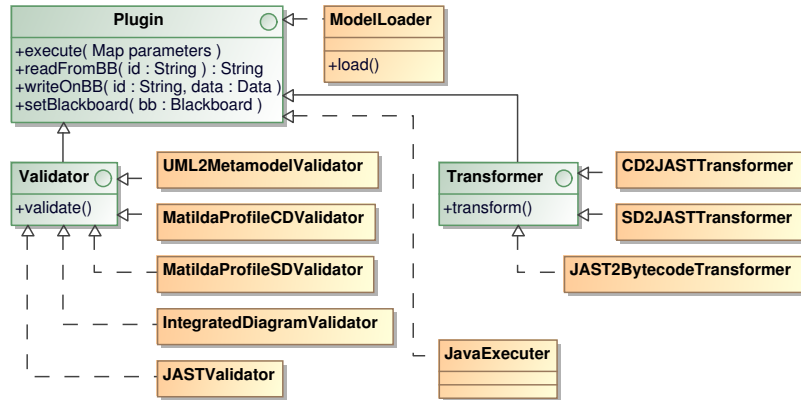 Plugin
+execute( Map parameters )
+readFromBB( id : String ) : String
+writeOnBB( id : String, data : Data )
+setBlackboard( bb : Blackboard )
ModelLoader
+load()
Validator
+validate()
UML2MetamodelValidator
MatildaProfileCDValidator
MatildaProfileSDValidator
IntegratedDiagramValidator
JASTValidator
Transformer
+transform()
CD2JASTTransformer
SD2JASTTransformer
JAST2BytecodeTransformer
JavaExecuter